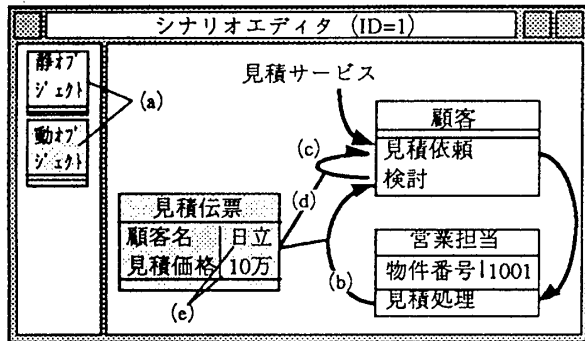 シナリオエディタ (ID=1)
静オブ
ジェクト
(a)
動オブ
ジェクト
見積サービス
顧客
見積依頼
検討
(c)
(d)
見積伝票
顧客名 日立
見積価格 10万
(e)
(b)
営業担当
物件番号 1001
見積処理